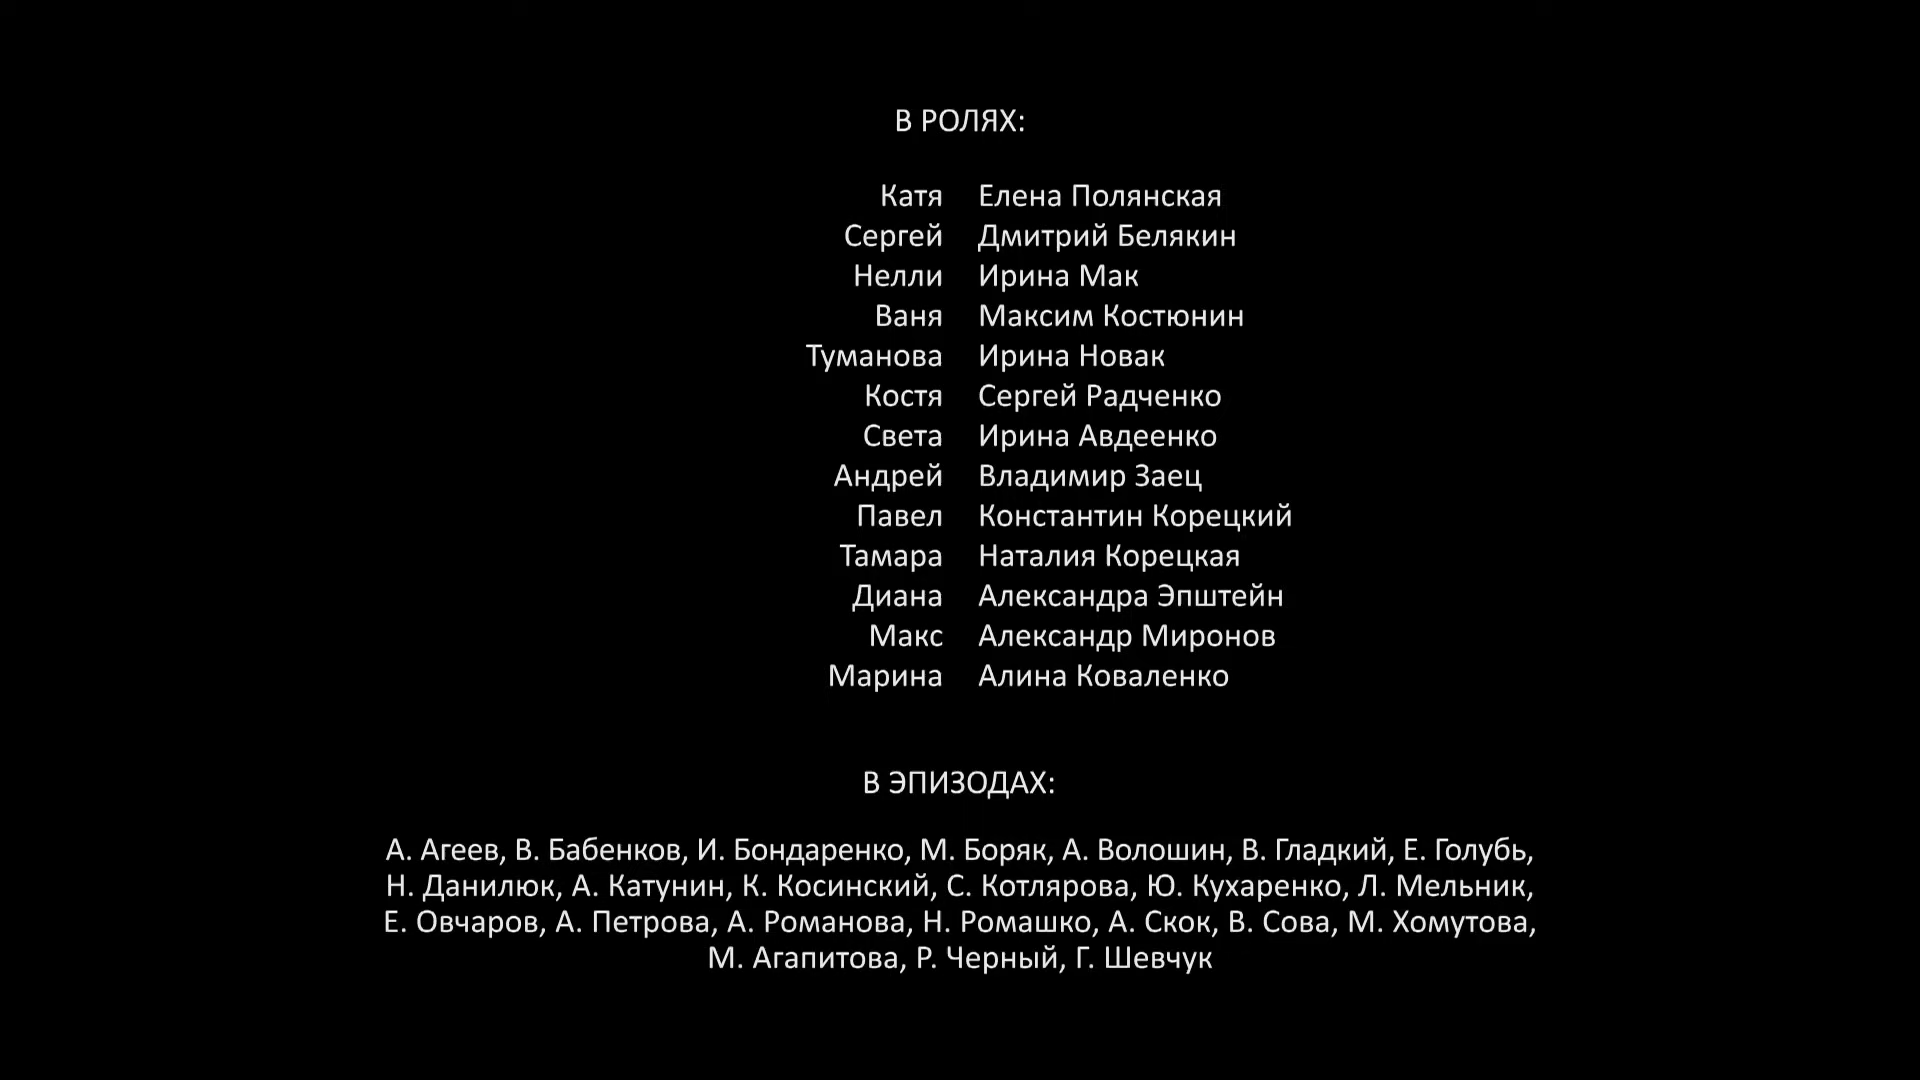 В РОЛЯХ:
Катя Елена Полянская
Сергей Дмитрий Белякин
Нелли Ирина Мак
Ваня Максим Костюнин
Туманова Ирина Новак
Костя Сергей Радченко
Света Ирина Авдеенко
Андрей Владимир Заец
Павел Константин Корецкий
Тамара Наталия Корецкая
Диана Александра Эпштейн
Макс Александр Миронов
Марина Алина Коваленко
В ЭПИЗОДАХ:
А. Агеев, В. Бабенков, И. Бондаренко, М. Боряк, А. Волошин, В. Гладкий, Е. Голубь,
Н. Данилюк, А. Катунин, К. Косинский, С. Котлярова, Ю. Кухаренко, Л. Мельник,
Е. Овчаров, А. Петрова, А. Романова, Н. Ромашко, А. Скок, В. Сова, М. Хомутова,
М. Агапитова, Р. Черный, Г. Шевчук